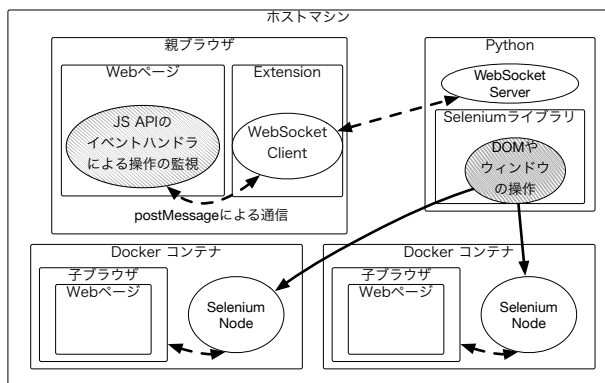 ホストマシン
親ブラウザ
Webページ
JS APIの
イベントハンドラ
による操作の監視
Extension
WebSocket
Client
postMessageによる通信
Python
WebSocket
Server
Seleniumライブラリ
DOMや
ウィンドウ
の操作
Docker コンテナ
子ブラウザ
Webページ
Selenium
Node
Docker コンテナ
子ブラウザ
Webページ
Selenium
Node